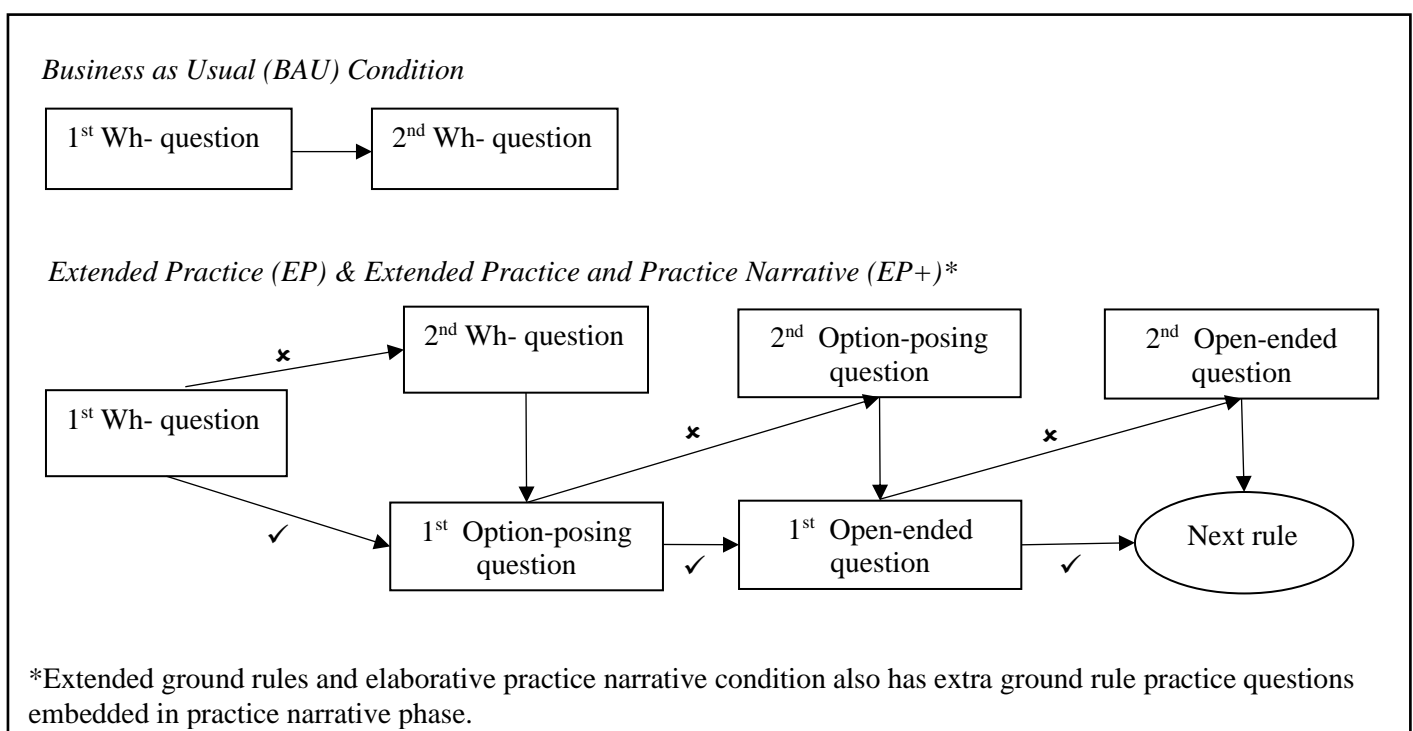 Business as Usual (BAU) Condition
1st Wh- question
2nd Wh- question
Extended Practice (EP) & Extended Practice and Practice Narrative (EP+)*
2nd Wh- question
2nd Option-posing
question
2nd Open-ended
question
✘
✘
✘
1st Wh- question
✓
1st Option-posing
question
✓
1st Open-ended
question
✓
Next rule
*Extended ground rules and elaborative practice narrative condition also has extra ground rule practice questions
embedded in practice narrative phase.